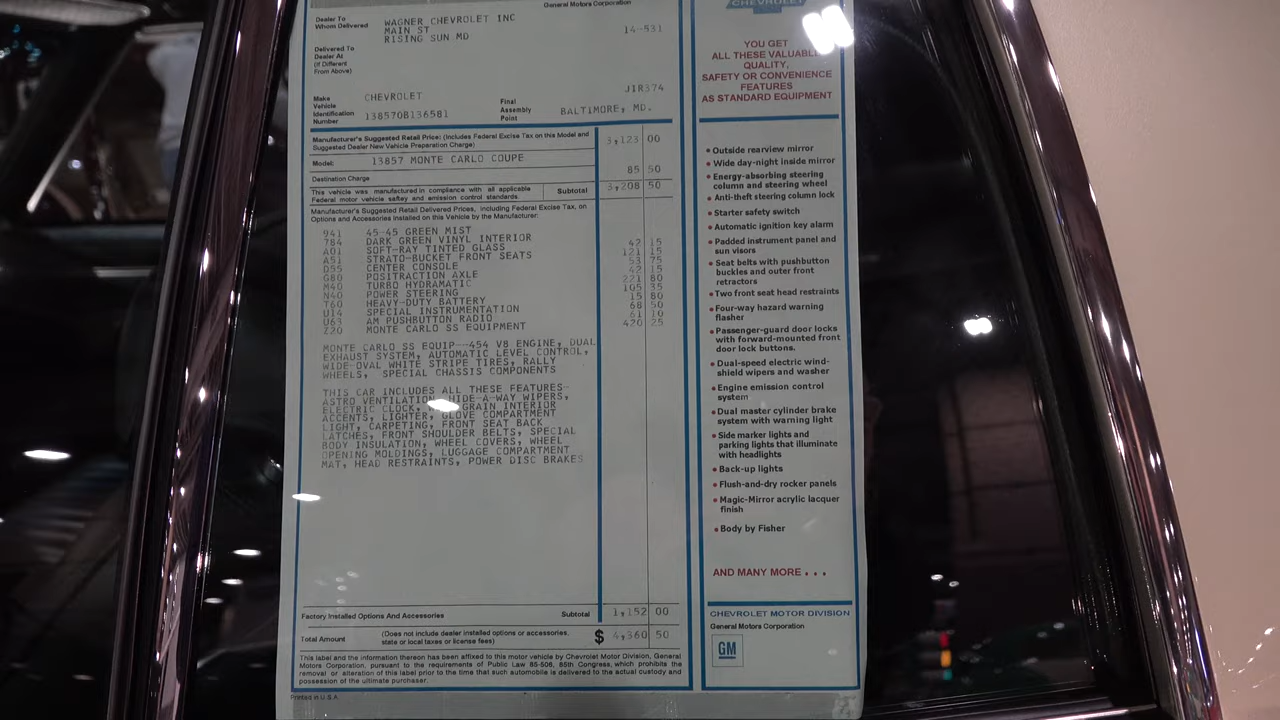 General Motors Corporation
Dealer To
Whom Delivered
WAGNER CHEVROLET INC
MAIN ST
RISING SUN MD
14-531
Delivered To
Dealer At
(If Different
From Above)
J1R374
Make
Vehicle
Identification
Number
CHEVROLET
138570B136581
Final
Assembly
Point
BALTIMORE, MD.
Manufacturer's Suggested Retail Price: (Includes Federal Excise Tax on this Model and
Suggested Dealer New Vehicle Preparation Charge)
3,123 00
Model: 13857 MONTE CARLO COUPE
Destination Charge
85 50
This vehicle was manufactured in compliance with all applicable
Federal motor vehicle saftey and emission control standards.
Subtotal
3,208 50
Manufacturer's Suggested Retail Delivered Prices, Including Federal Excise Tax, on
Options and Accessories Installed on this Vehicle by the Manufacturer:
941 45-45 GREEN MIST
784 DARK GREEN VINYL INTERIOR
A01 SOFT-RAY TINTED GLASS 42 15
A51 STRATO-BUCKET FRONT SEATS 121 15
D55 CENTER CONSOLE 53 75
G80 POSITRACTION AXLE 42 15
M40 TURBO HYDRAMATIC 221 80
N40 POWER STEERING 105 35
T60 HEAVY-DUTY BATTERY 15 80
U14 SPECIAL INSTRUMENTATION 68 50
U63 AM PUSHBUTTON RADIO 61 10
Z20 MONTE CARLO SS EQUIPMENT 420 25
MONTE CARLO SS EQUIP--454 V8 ENGINE, DUAL
EXHAUST SYSTEM, AUTOMATIC LEVEL CONTROL,
WIDE-OVAL WHITE STRIPE TIRES, RALLY
WHEELS, SPECIAL CHASSIS COMPONENTS
THIS CAR INCLUDES ALL THESE FEATURES-
ASTRO VENTILATION, HIDE-A-WAY WIPERS,
ELECTRIC CLOCK, GRAIN INTERIOR
ACCENTS, LIGHTER, GLOVE COMPARTMENT
LIGHT, CARPETING, FRONT SEAT BACK
LATCHES, FRONT SHOULDER BELTS, SPECIAL
BODY INSULATION, WHEEL COVERS, WHEEL
OPENING MOLDINGS, LUGGAGE COMPARTMENT
MAT, HEAD RESTRAINTS, POWER DISC BRAKES
Factory Installed Options And Accessories Subtotal 1,152 00
Total Amount
(Does not include dealer installed options or accessories.
state or local taxes or license fees)
$ 4,360 50
This label and the information thereon has been affixed to this motor vehicle by Chevrolet Motor Division, General
Motors Corporation, pursuant to the requirements of Public Law 85-506, 85th Congress, which prohibits the
removal or alteration of this label prior to the time that such automobile is delivered to the actual custody and
possession of the ultimate purchaser.
Printed in U.S.A.
CHEVROLET
YOU GET
ALL THESE VALUABLE
QUALITY,
SAFETY OR CONVENIENCE
FEATURES
AS STANDARD EQUIPMENT
• Outside rearview mirror
• Wide day-night inside mirror
• Energy-absorbing steering
column and steering wheel
• Anti-theft steering column lock
• Starter safety switch
• Automatic ignition key alarm
• Padded instrument panel and
sun visors
• Seat belts with pushbutton
buckles and outer front
retractors
• Two front seat head restraints
• Four-way hazard warning
flasher
• Passenger-guard door locks
with forward-mounted front
door lock buttons.
• Dual-speed electric wind-
shield wipers and washer
• Engine emission control
system
• Dual master cylinder brake
system with warning light
• Side marker lights and
parking lights that illuminate
with headlights
• Back-up lights
• Flush-and-dry rocker panels
• Magic-Mirror acrylic lacquer
finish
• Body by Fisher
AND MANY MORE . . .
CHEVROLET MOTOR DIVISION
General Motors Corporation
GM